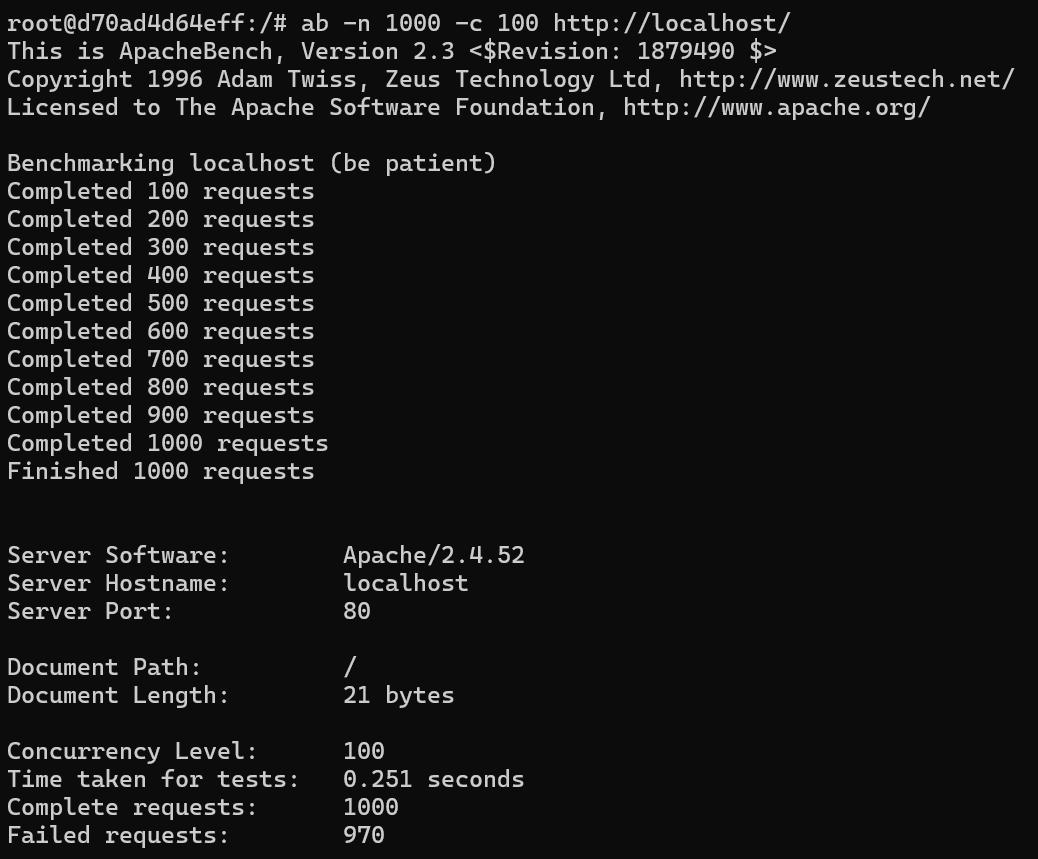 root@d70ad4d64eff:/# ab -n 1000 -c 100 http://localhost/
This is ApacheBench, Version 2.3 <$Revision: 1879490 $>
Copyright 1996 Adam Twiss, Zeus Technology Ltd, http://www.zeustech.net/
Licensed to The Apache Software Foundation, http://www.apache.org/

Benchmarking localhost (be patient)
Completed 100 requests
Completed 200 requests
Completed 300 requests
Completed 400 requests
Completed 500 requests
Completed 600 requests
Completed 700 requests
Completed 800 requests
Completed 900 requests
Completed 1000 requests
Finished 1000 requests


Server Software:        Apache/2.4.52
Server Hostname:        localhost
Server Port:            80

Document Path:          /
Document Length:        21 bytes

Concurrency Level:      100
Time taken for tests:   0.251 seconds
Complete requests:      1000
Failed requests:        970